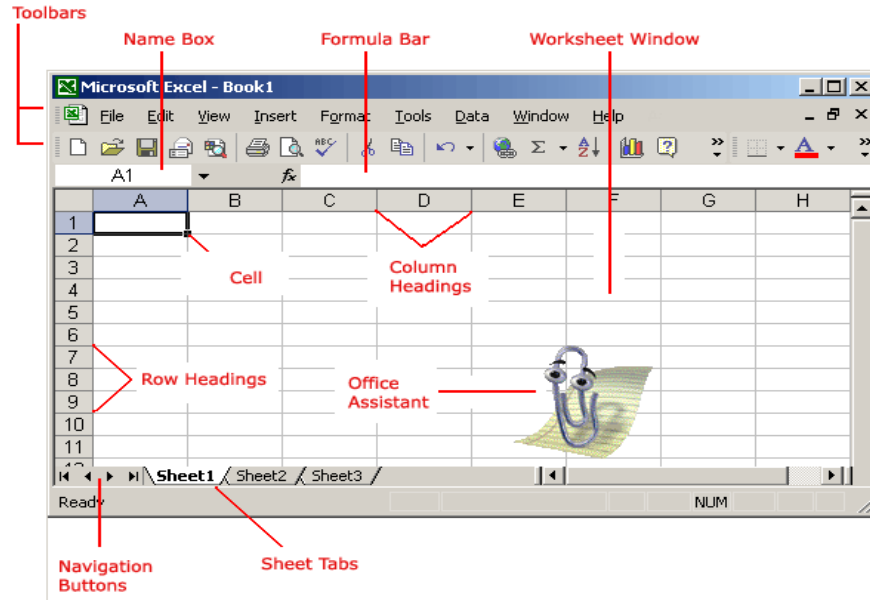 Toolbars
Name Box Formula Bar Worksheet Window
Microsoft Excel - Book1
File Edit View Insert Format Tools Data Window Help
ABC Σ A Z ? » A »
A1 fx
A B C D E F G H
1
2
3 Column
Cell Headings
4
5
6
7
8 Row Headings Office
9 Assistant
10
11
Sheet1 Sheet2 Sheet3
Ready NUM
Navigation Sheet Tabs
Buttons